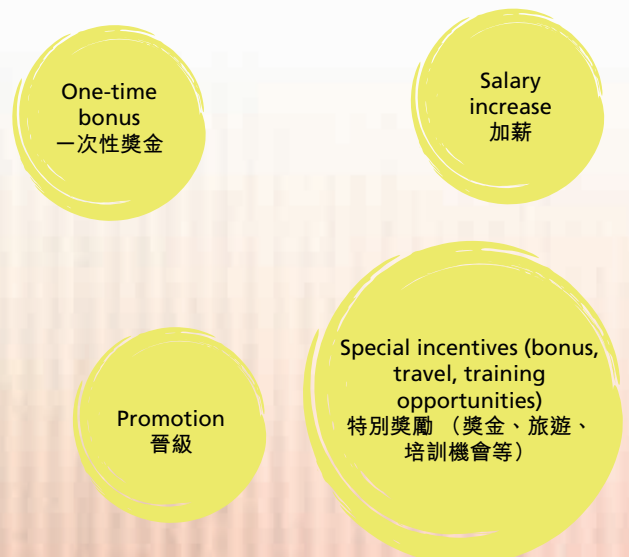 One-time
bonus
一次性獎金
Salary
increase
加薪
Promotion
晉級
Special incentives (bonus,
travel, training
opportunities)
特別獎勵 （獎金、旅遊、
培訓機會等）